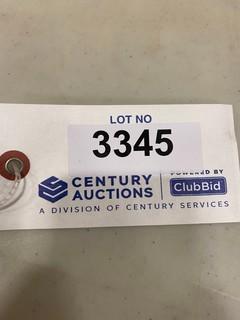 LOT NO
3345
CENTURY AUCTIONS
POWERED BY
ClubBid
A DIVISION OF CENTURY SERVICES